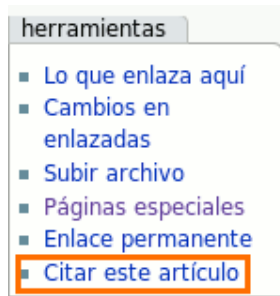 herramientas
Lo que enlaza aquí
Cambios en
enlazadas
Subir archivo
Páginas especiales
Enlace permanente
Citar este artículo